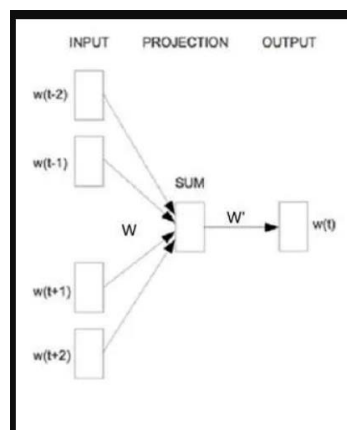 INPUT PROJECTION OUTPUT
w(t-2)
w(t-1)
SUM
W W' w(t)
w(t+1)
w(t+2)